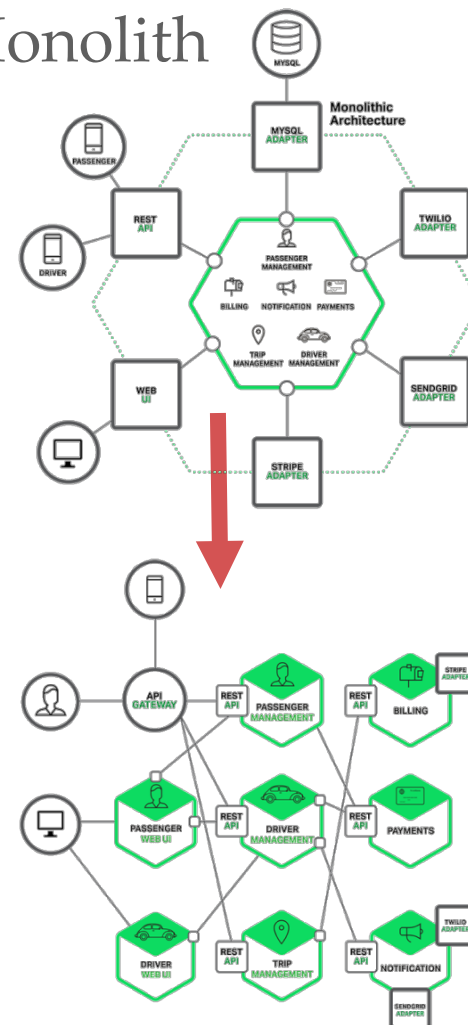 Monolith
MYSQL
Monolithic
Architecture
MYSQL
ADAPTER
PASSENGER
REST
API
TWILIO
ADAPTER
DRIVER
PASSENGER
MANAGEMENT
BILLING
NOTIFICATION
PAYMENTS
TRIP
MANAGEMENT
DRIVER
MANAGEMENT
WEB
UI
SENDGRID
ADAPTER
STRIPE
ADAPTER
API
GATEWAY
REST
API
PASSENGER
MANAGEMENT
REST
API
BILLING
STRIPE
ADAPTER
PASSENGER
WEB UI
REST
API
DRIVER
MANAGEMENT
REST
API
PAYMENTS
DRIVER
WEB UI
REST
API
TRIP
MANAGEMENT
REST
API
NOTIFICATION
TWILIO
ADAPTER
SENDGRID
ADAPTER